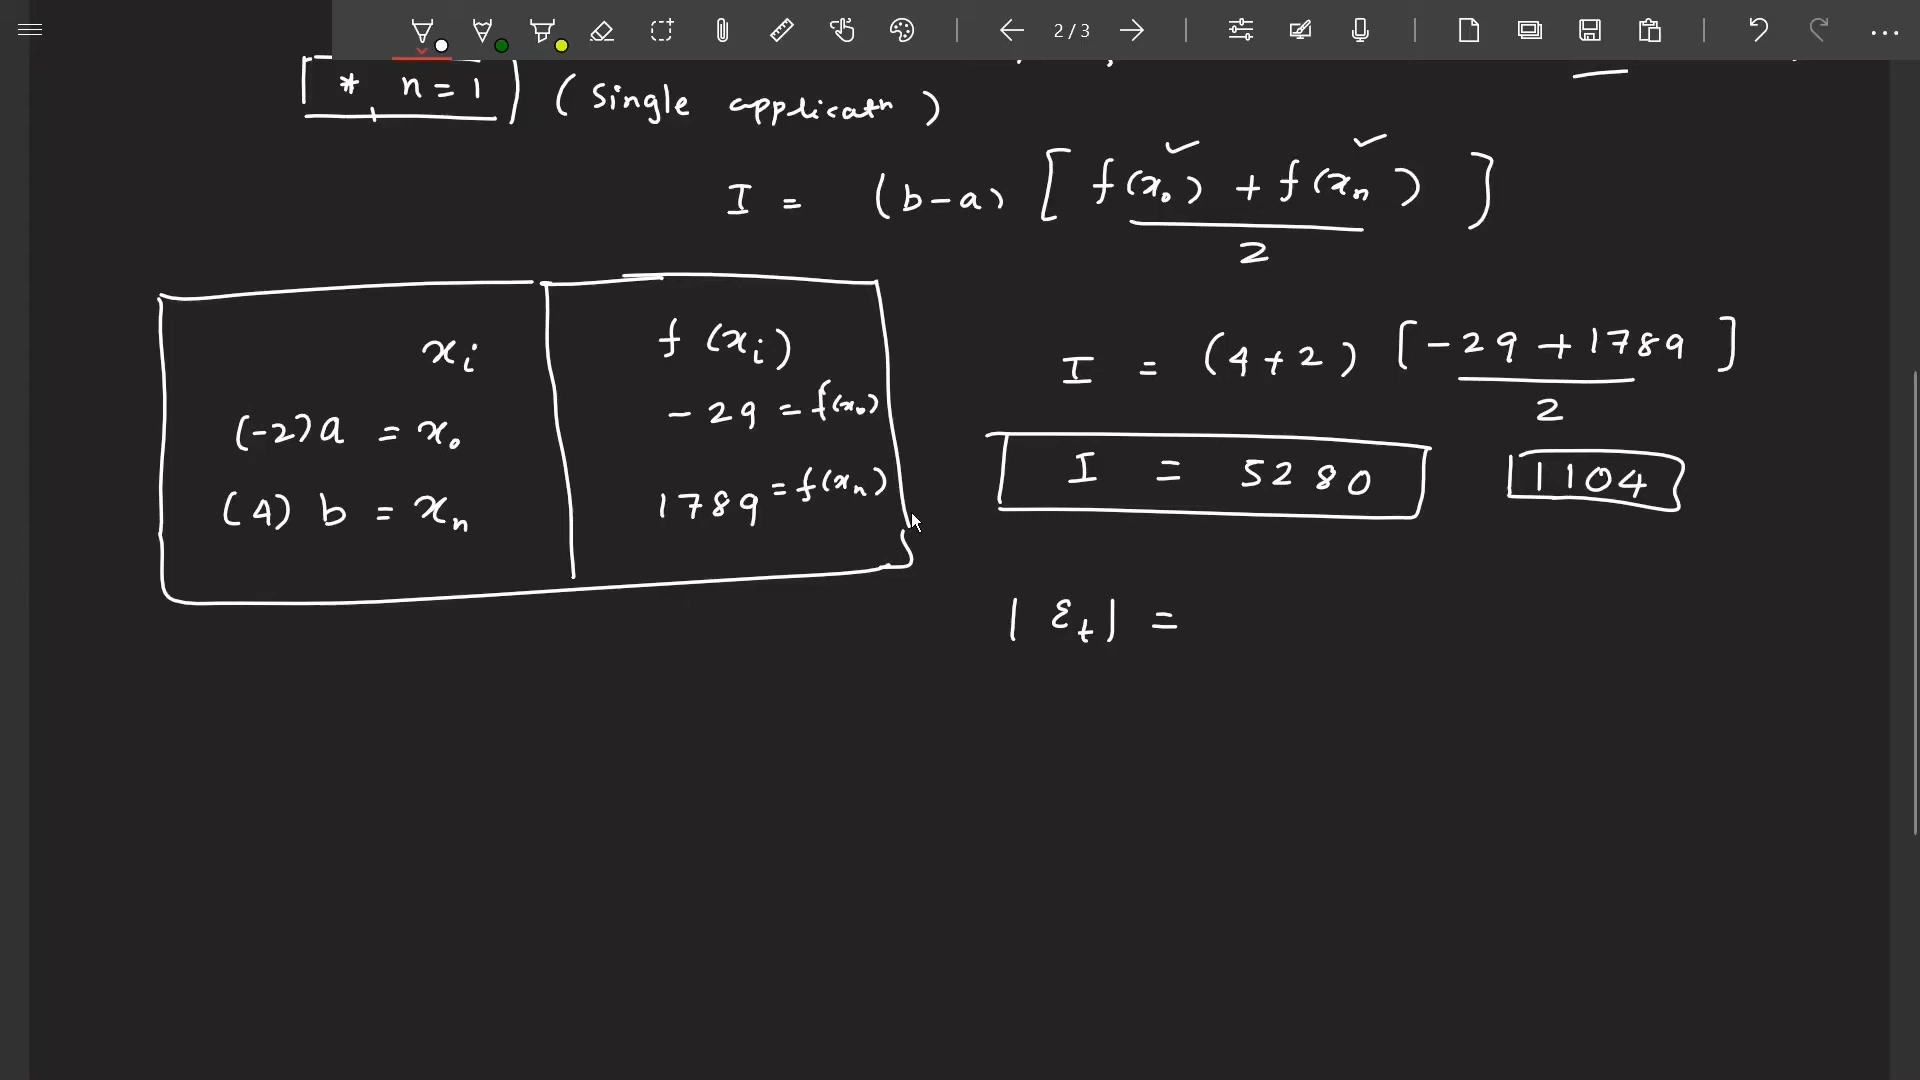 2 / 3
* n = 1 ( Single applicatn )
I = (b-a) [ f(x₀) + f(xₙ) ]
2
xᵢ f (xᵢ)
(-2) a = x₀ - 29 = f(x₀)
(4) b = xₙ 1789 = f(xₙ)
I = (4 + 2) [ - 29 + 1789 ]
2
I = 5280 1104
| εₜ | =